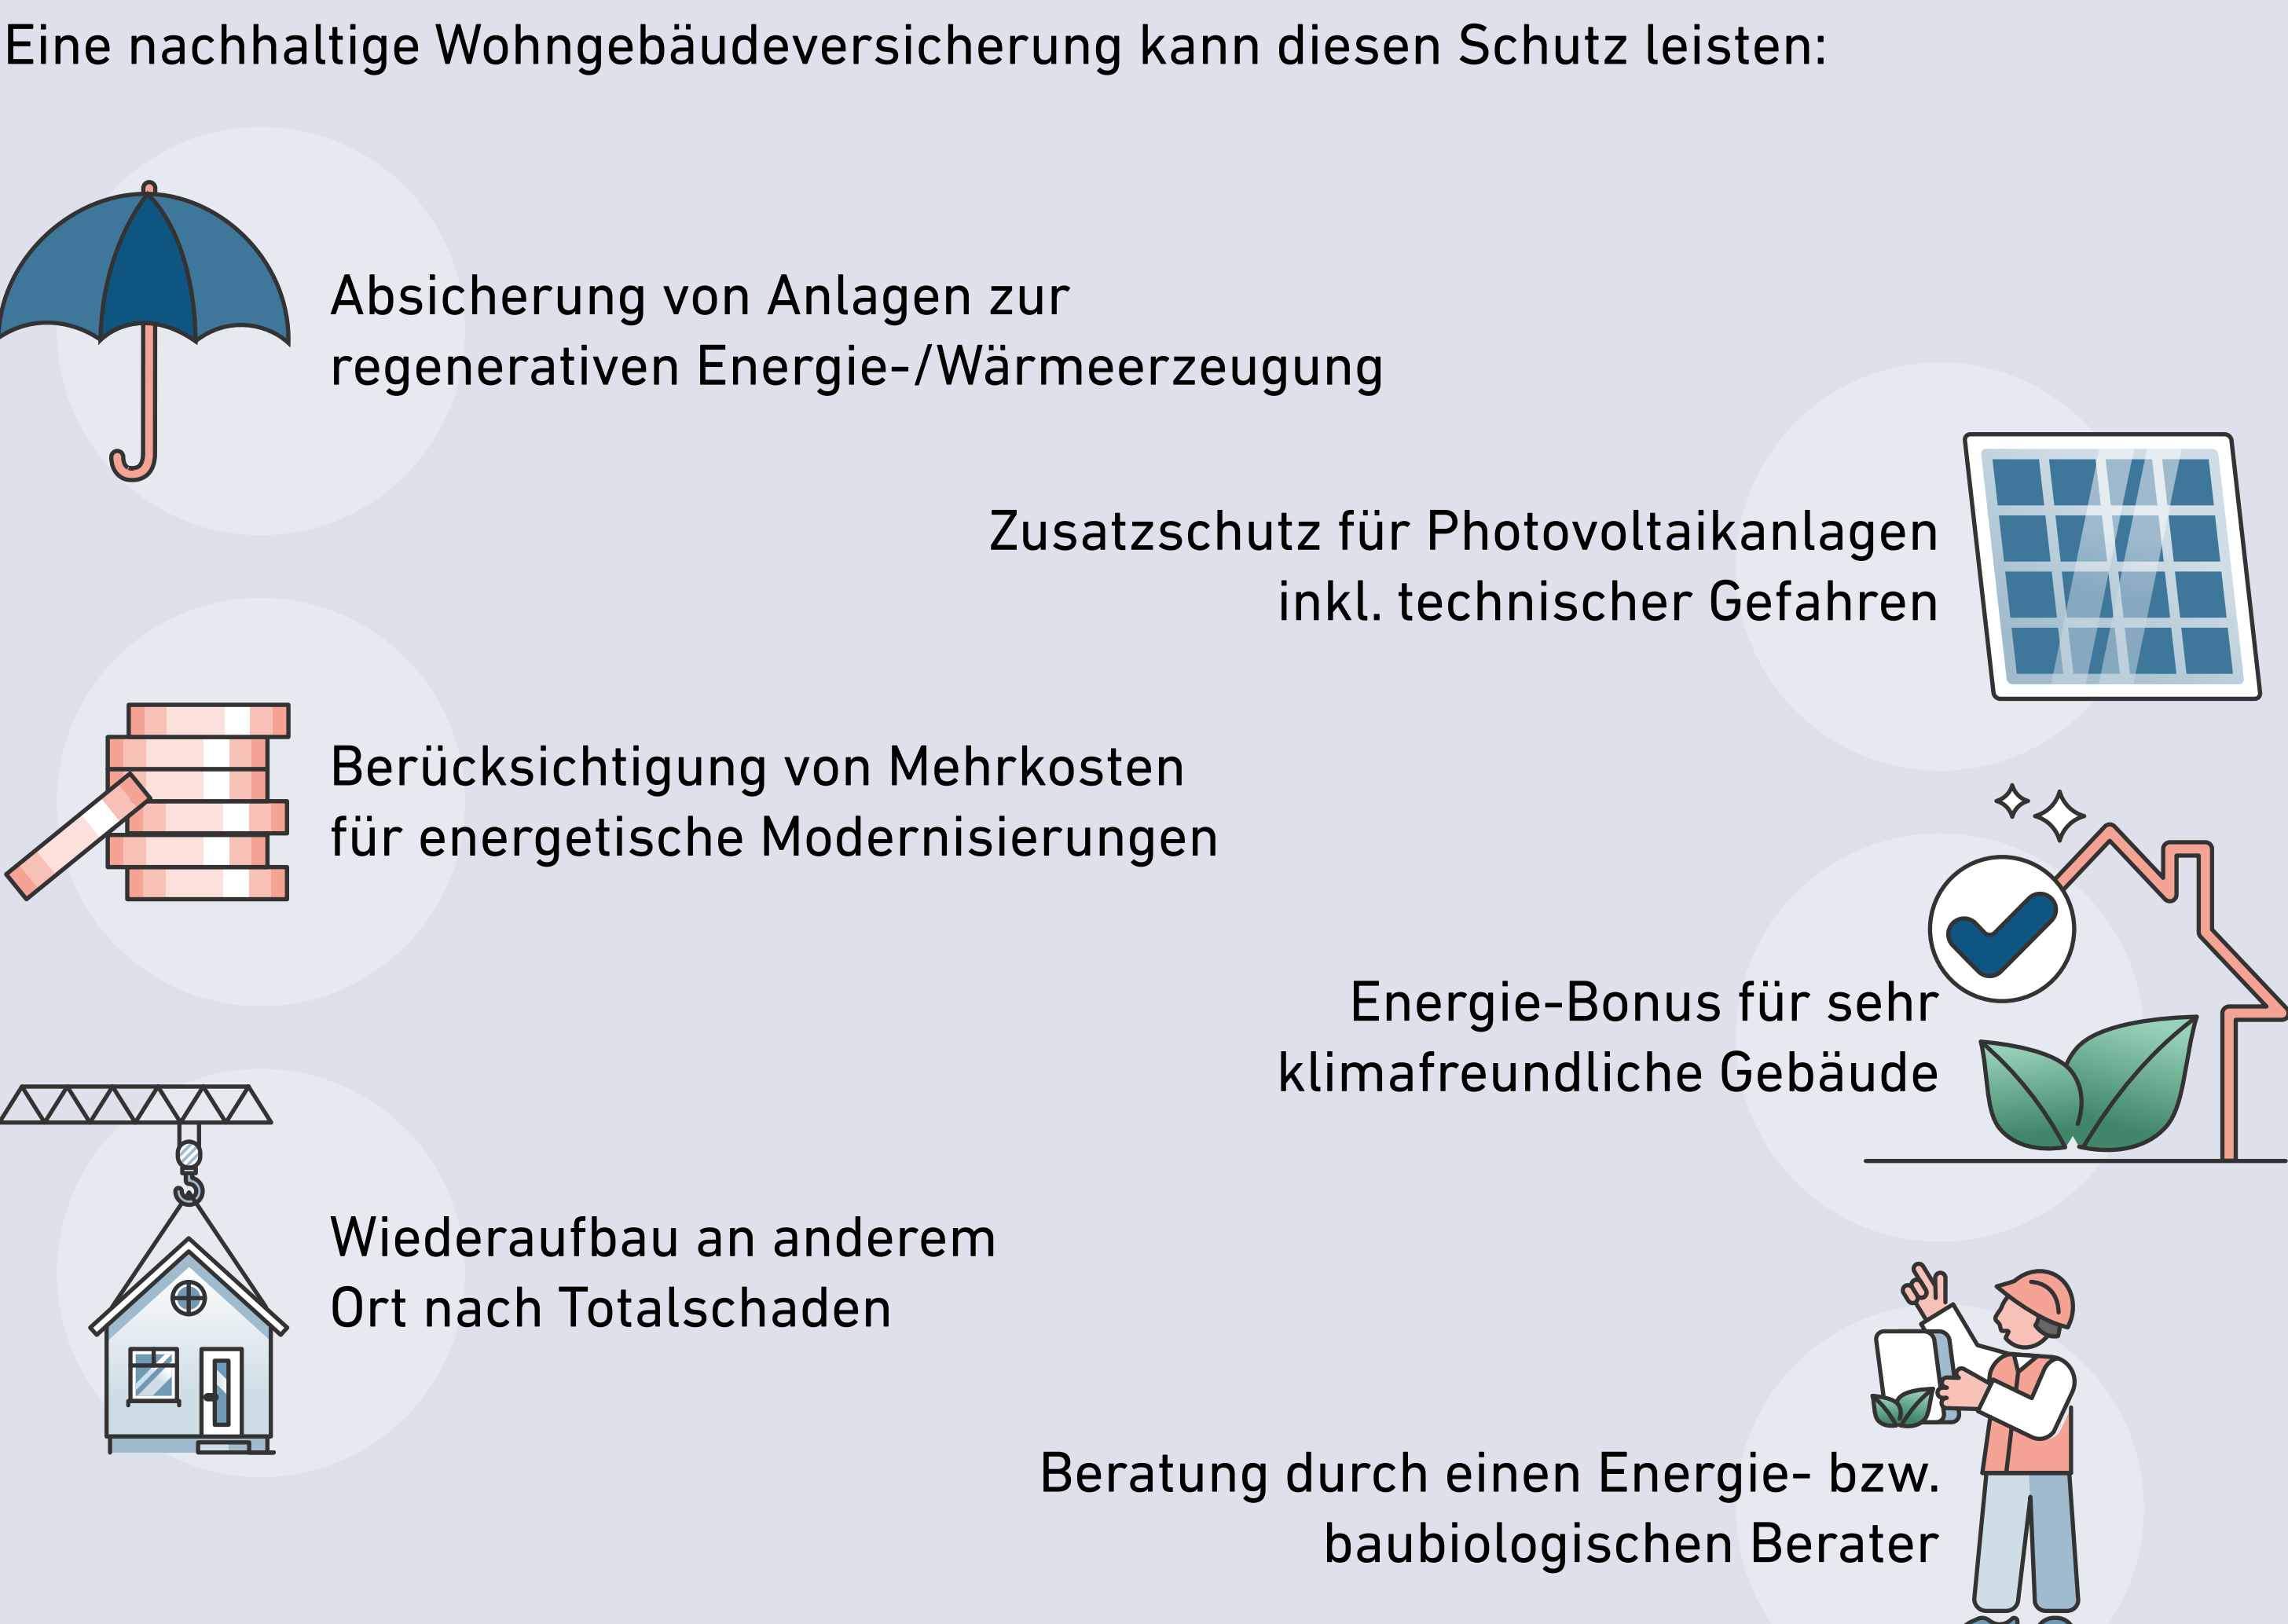 Eine nachhaltige Wohngebäudeversicherung kann diesen Schutz leisten:
Absicherung von Anlagen zur
regenerativen Energie-/Wärmeerzeugung
Zusatzschutz für Photovoltaikanlagen
inkl. technischer Gefahren
Berücksichtigung von Mehrkosten
für energetische Modernisierungen
Energie-Bonus für sehr
klimafreundliche Gebäude
Wiederaufbau an anderem
Ort nach Totalschaden
Beratung durch einen Energie- bzw.
baubiologischen Berater